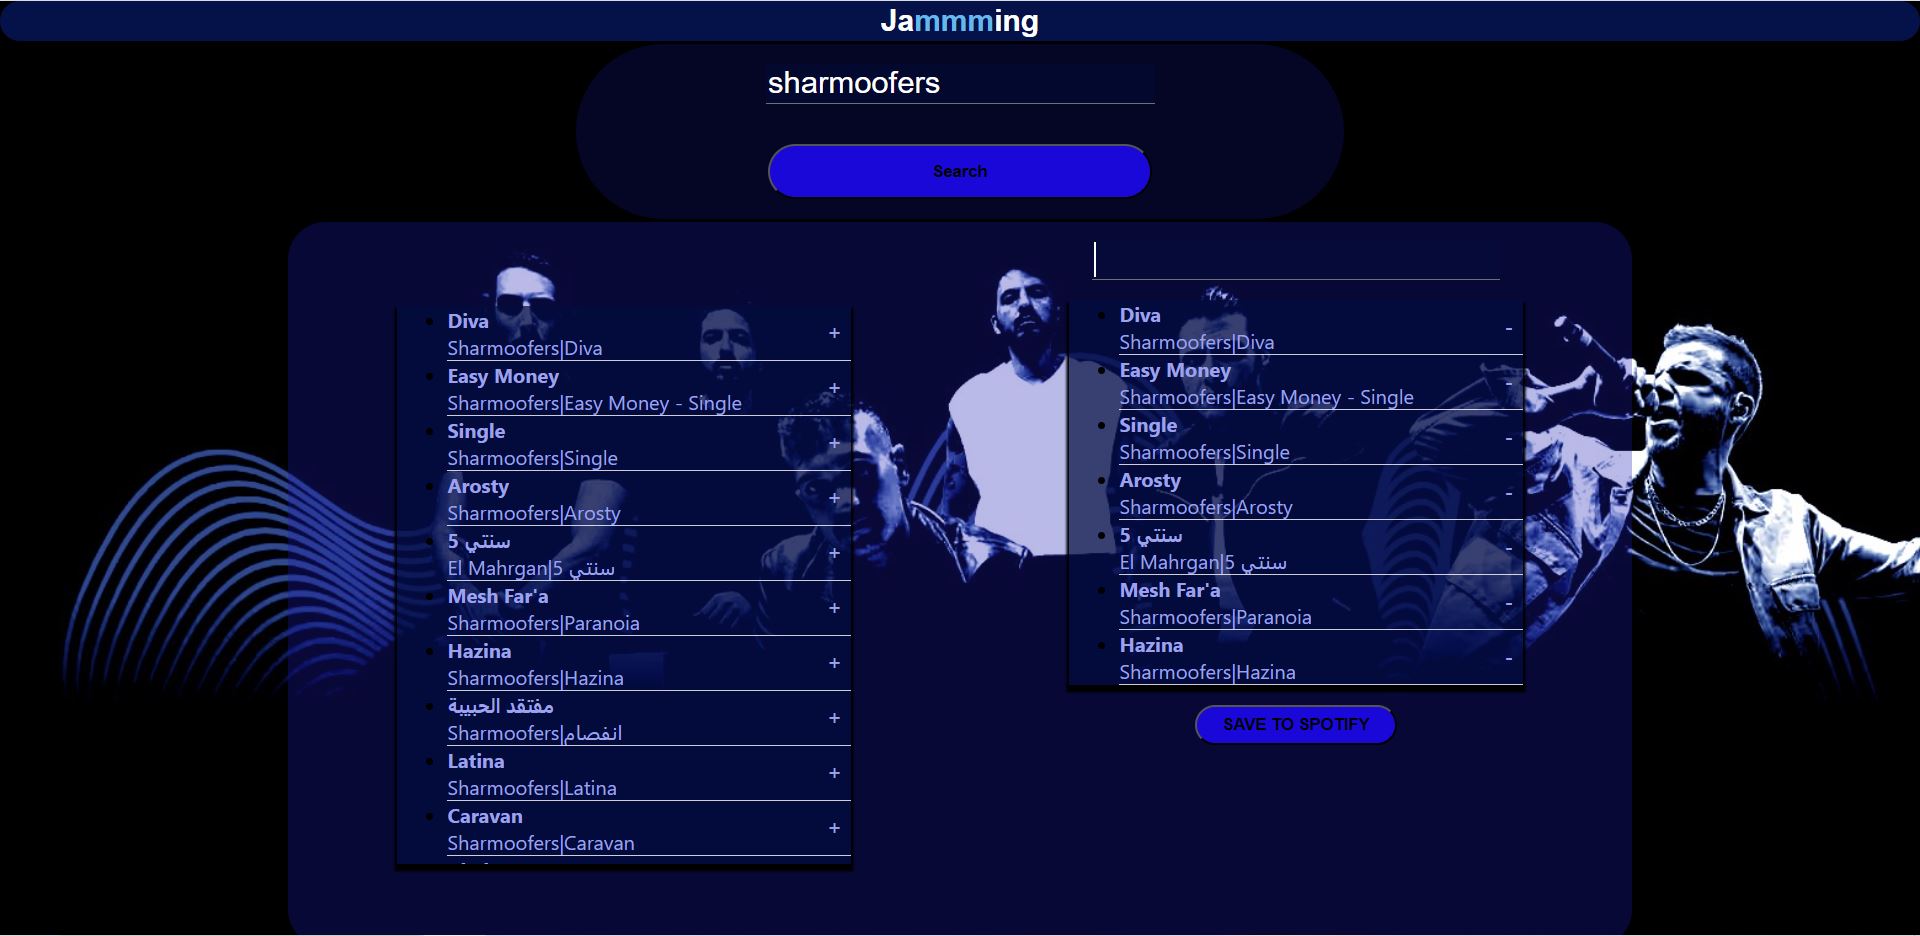 Jammming
sharmoofers
Search
Diva
Sharmoofers|Diva
+
Easy Money
Sharmoofers|Easy Money - Single
+
Single
Sharmoofers|Single
+
Arosty
Sharmoofers|Arosty
+
5 سنتي
El Mahrgan|5 سنتي
+
Mesh Far'a
Sharmoofers|Paranoia
+
Hazina
Sharmoofers|Hazina
+
مفتقد الحبيبة
Sharmoofers|انفصام
+
Latina
Sharmoofers|Latina
+
Caravan
Sharmoofers|Caravan
+
Diva
Sharmoofers|Diva
-
Easy Money
Sharmoofers|Easy Money - Single
-
Single
Sharmoofers|Single
-
Arosty
Sharmoofers|Arosty
-
5 سنتي
El Mahrgan|5 سنتي
-
Mesh Far'a
Sharmoofers|Paranoia
-
Hazina
Sharmoofers|Hazina
-
SAVE TO SPOTIFY